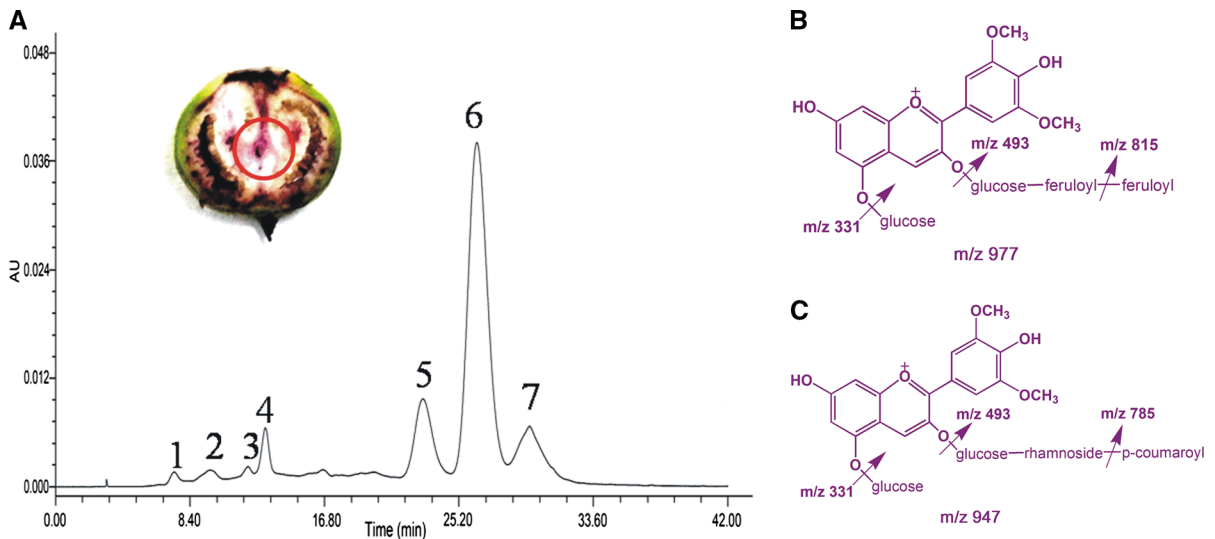 A
AU
0.048
0.036
0.024
0.012
0.000
1
2
3
4
5
6
7
0.00 8.40 16.80 25.20 33.60 42.00
Time (min)
B
OCH3
OH
HO
+
O
OCH3
m/z 493
m/z 815
O
glucose feruloyl feruloyl
O
glucose
m/z 331
m/z 977
C
OCH3
OH
HO
+
O
OCH3
m/z 493
m/z 785
O
glucose rhamnoside p-coumaroyl
O
glucose
m/z 331
m/z 947